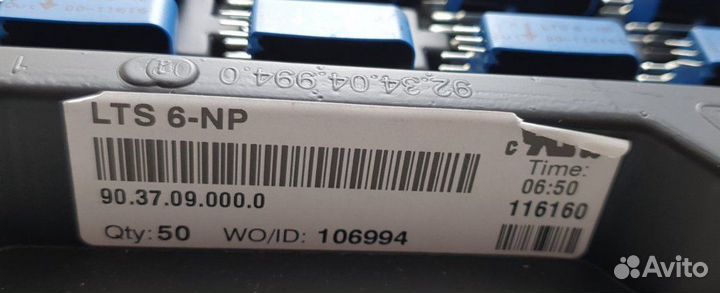 92.34.04.994.0
LTS 6-NP
90.37.09.000.0
Qty: 50 WO/ID: 106994
Time:
06:50
116160
Avito